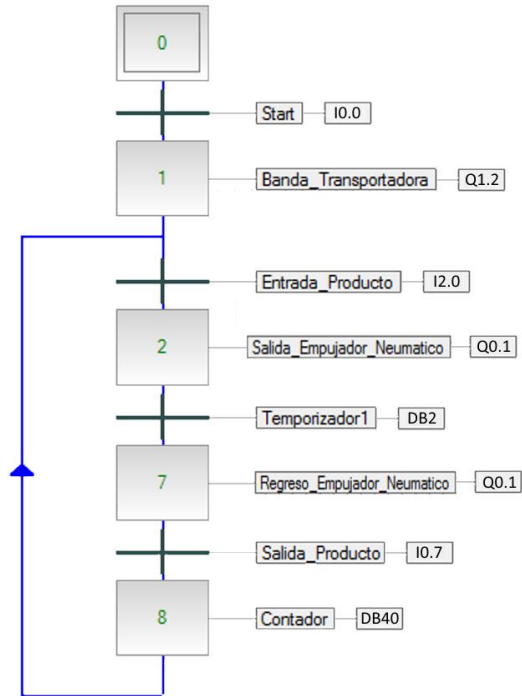 0
Start I0.0
1 Banda_Transportadora Q1.2
Entrada_Producto I2.0
2 Salida_Empujador_Neumatico Q0.1
Temporizador1 DB2
7 Regreso_Empujador_Neumatico Q0.1
Salida_Producto I0.7
8 Contador DB40